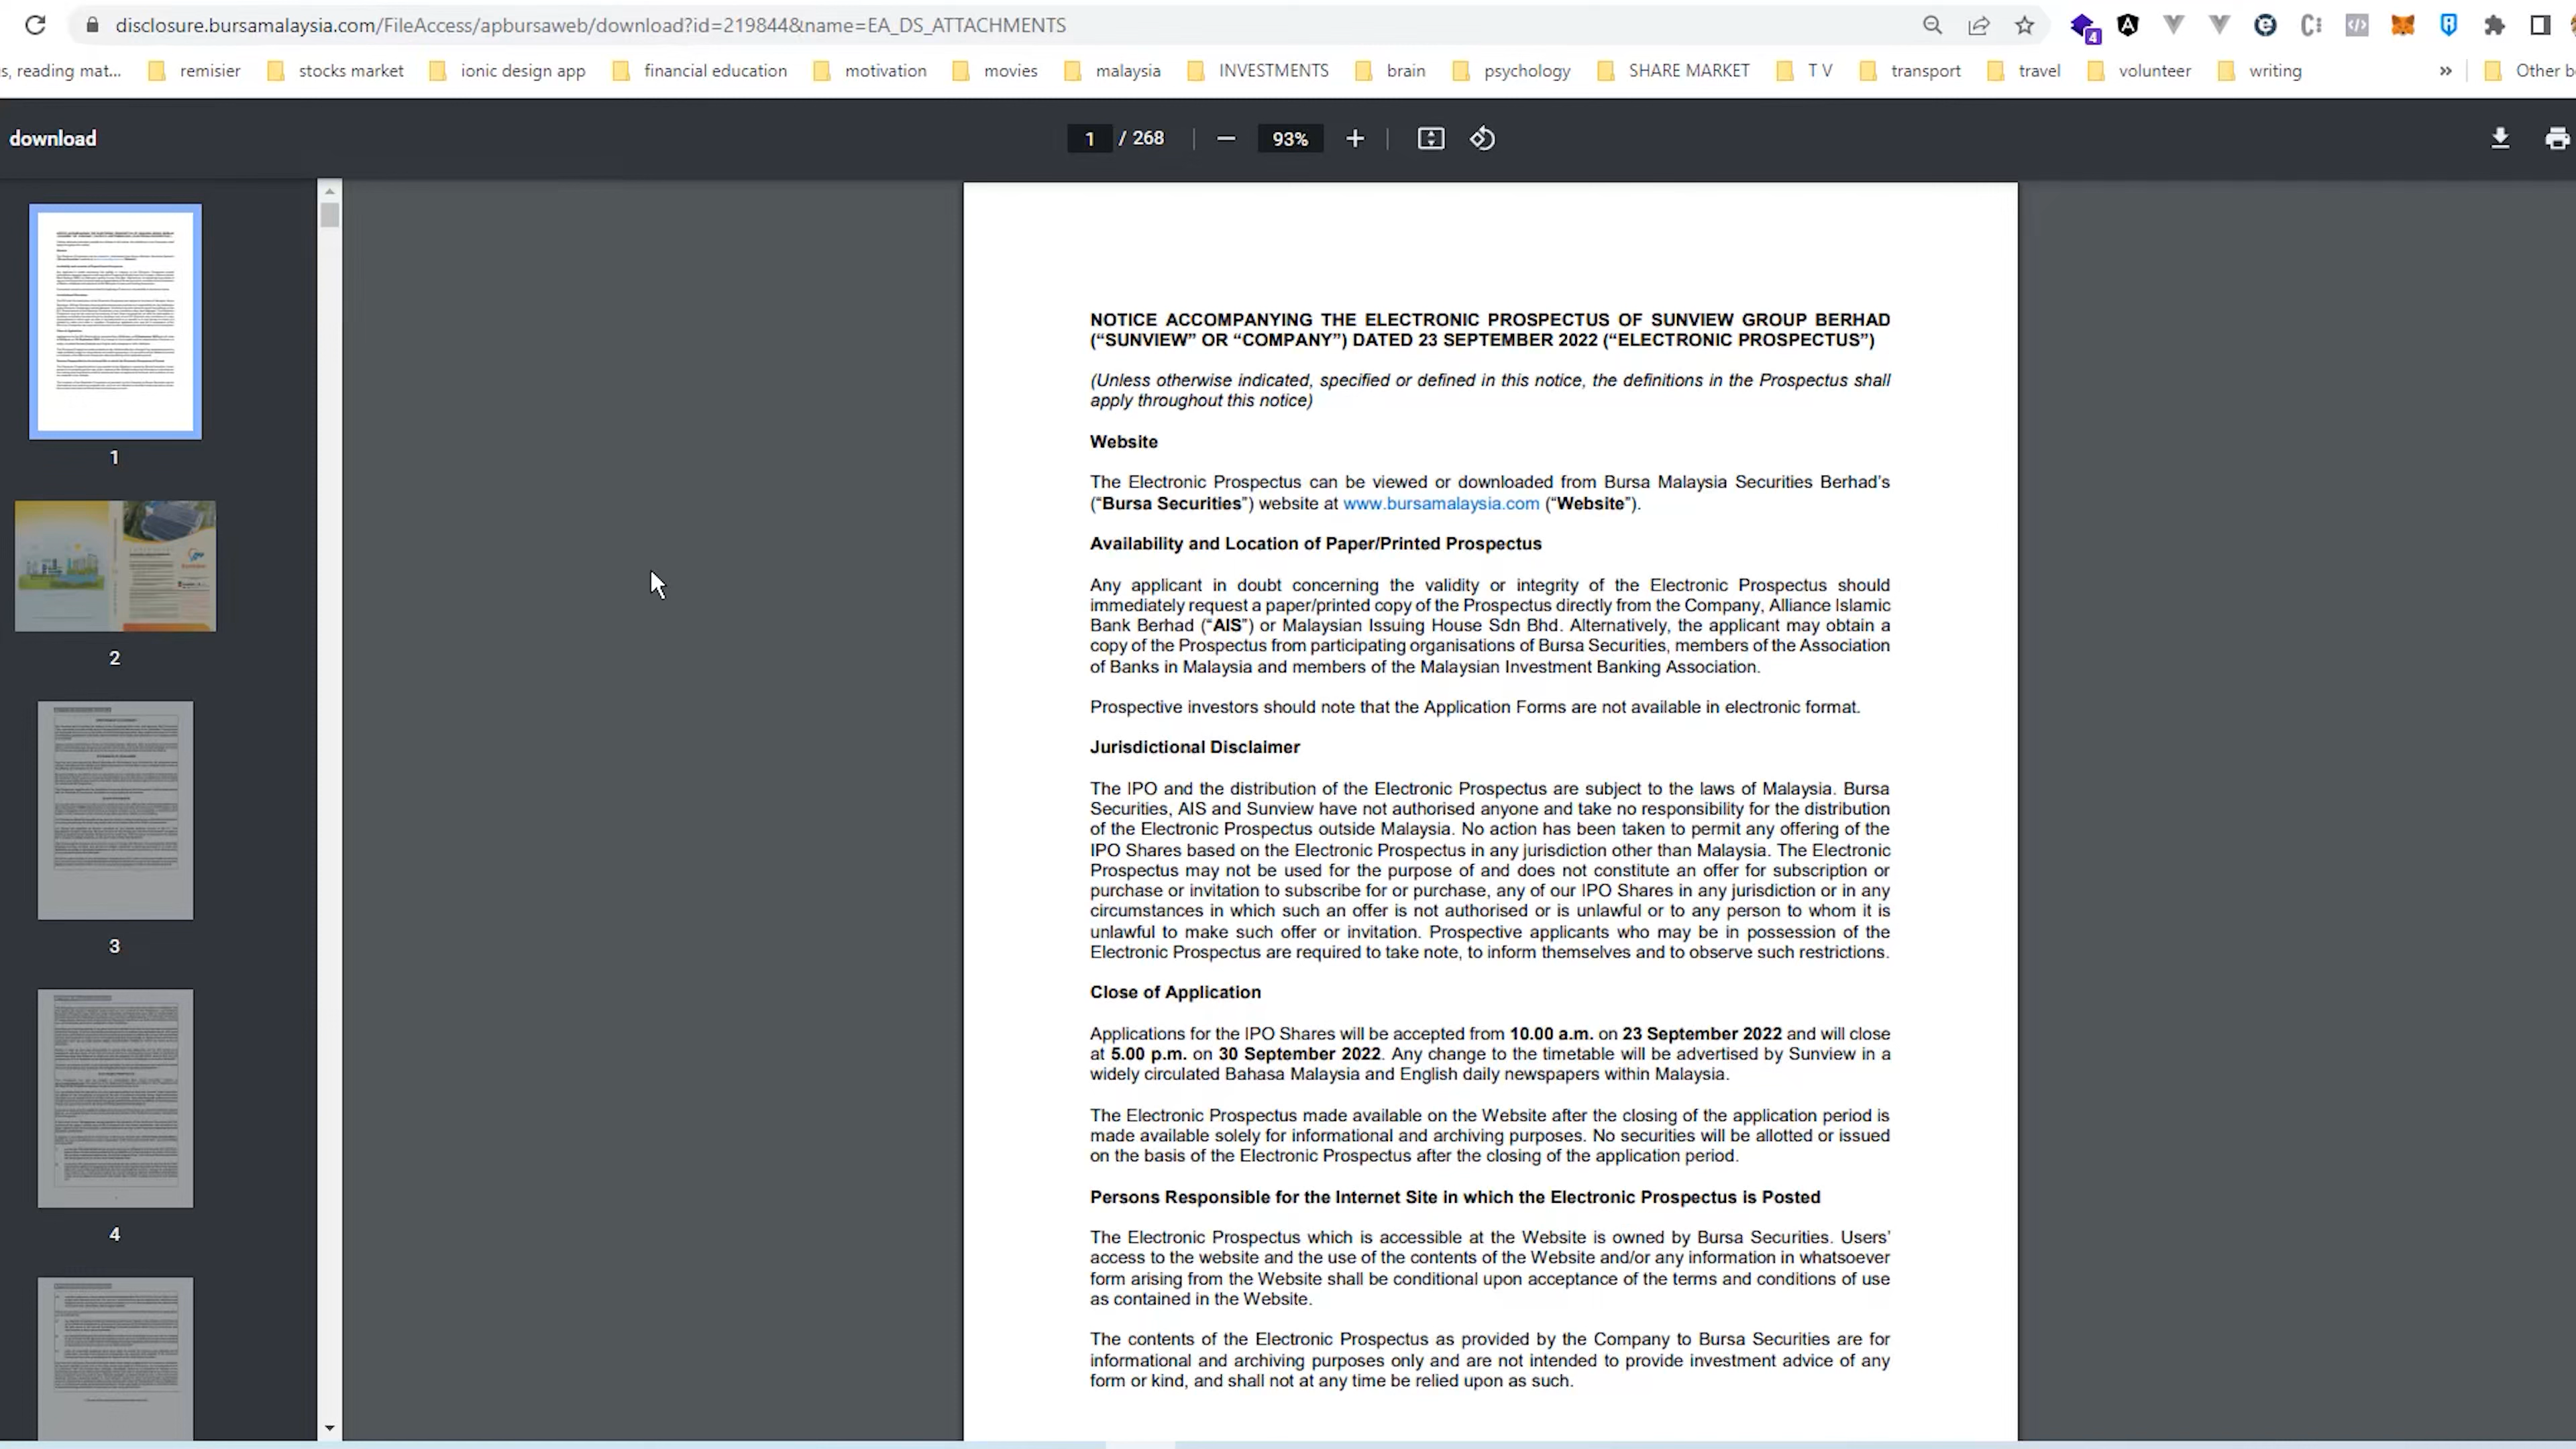 disclosure.bursamalaysia.com/FileAccess/apbursaweb/download?id=219844&name=EA_DS_ATTACHMENTS
4
s, reading mat... remisier stocks market ionic design app financial education motivation movies malaysia INVESTMENTS brain psychology SHARE MARKET T V transport travel volunteer writing » Other b
download
1 / 268 93%
NOTICE ACCOMPANYING THE ELECTRONIC PROSPECTUS OF SUNVIEW GROUP BERHAD
(“SUNVIEW” OR “COMPANY”) DATED 23 SEPTEMBER 2022 (“ELECTRONIC PROSPECTUS”)
(Unless otherwise indicated, specified or defined in this notice, the definitions in the Prospectus shall
apply throughout this notice)
Website
The Electronic Prospectus can be viewed or downloaded from Bursa Malaysia Securities Berhad’s
(“Bursa Securities”) website at www.bursamalaysia.com (“Website”).
Availability and Location of Paper/Printed Prospectus
Any applicant in doubt concerning the validity or integrity of the Electronic Prospectus should
immediately request a paper/printed copy of the Prospectus directly from the Company, Alliance Islamic
Bank Berhad (“AIS”) or Malaysian Issuing House Sdn Bhd. Alternatively, the applicant may obtain a
copy of the Prospectus from participating organisations of Bursa Securities, members of the Association
of Banks in Malaysia and members of the Malaysian Investment Banking Association.
Prospective investors should note that the Application Forms are not available in electronic format.
Jurisdictional Disclaimer
The IPO and the distribution of the Electronic Prospectus are subject to the laws of Malaysia. Bursa
Securities, AIS and Sunview have not authorised anyone and take no responsibility for the distribution
of the Electronic Prospectus outside Malaysia. No action has been taken to permit any offering of the
IPO Shares based on the Electronic Prospectus in any jurisdiction other than Malaysia. The Electronic
Prospectus may not be used for the purpose of and does not constitute an offer for subscription or
purchase or invitation to subscribe for or purchase, any of our IPO Shares in any jurisdiction or in any
circumstances in which such an offer is not authorised or is unlawful or to any person to whom it is
unlawful to make such offer or invitation. Prospective applicants who may be in possession of the
Electronic Prospectus are required to take note, to inform themselves and to observe such restrictions.
Close of Application
Applications for the IPO Shares will be accepted from 10.00 a.m. on 23 September 2022 and will close
at 5.00 p.m. on 30 September 2022. Any change to the timetable will be advertised by Sunview in a
widely circulated Bahasa Malaysia and English daily newspapers within Malaysia.
The Electronic Prospectus made available on the Website after the closing of the application period is
made available solely for informational and archiving purposes. No securities will be allotted or issued
on the basis of the Electronic Prospectus after the closing of the application period.
Persons Responsible for the Internet Site in which the Electronic Prospectus is Posted
The Electronic Prospectus which is accessible at the Website is owned by Bursa Securities. Users’
access to the website and the use of the contents of the Website and/or any information in whatsoever
form arising from the Website shall be conditional upon acceptance of the terms and conditions of use
as contained in the Website.
The contents of the Electronic Prospectus as provided by the Company to Bursa Securities are for
informational and archiving purposes only and are not intended to provide investment advice of any
form or kind, and shall not at any time be relied upon as such.
1
2
3
4